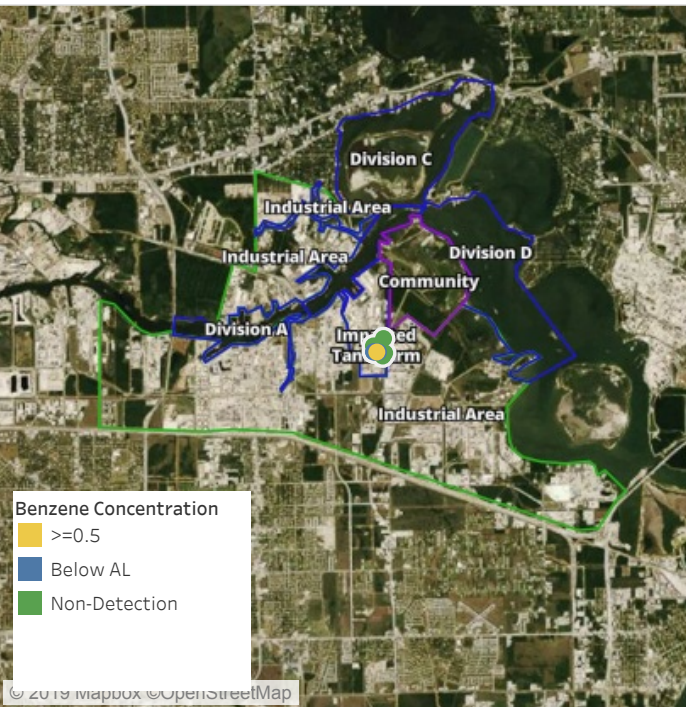 Division C
Industrial Area
Division D
Industrial Area
Community
Division A
Industrial Area
Benzene Concentration
>=0.5
Below AL
Non-Detection
© 2019 Mapbox ©OpenStreetMap